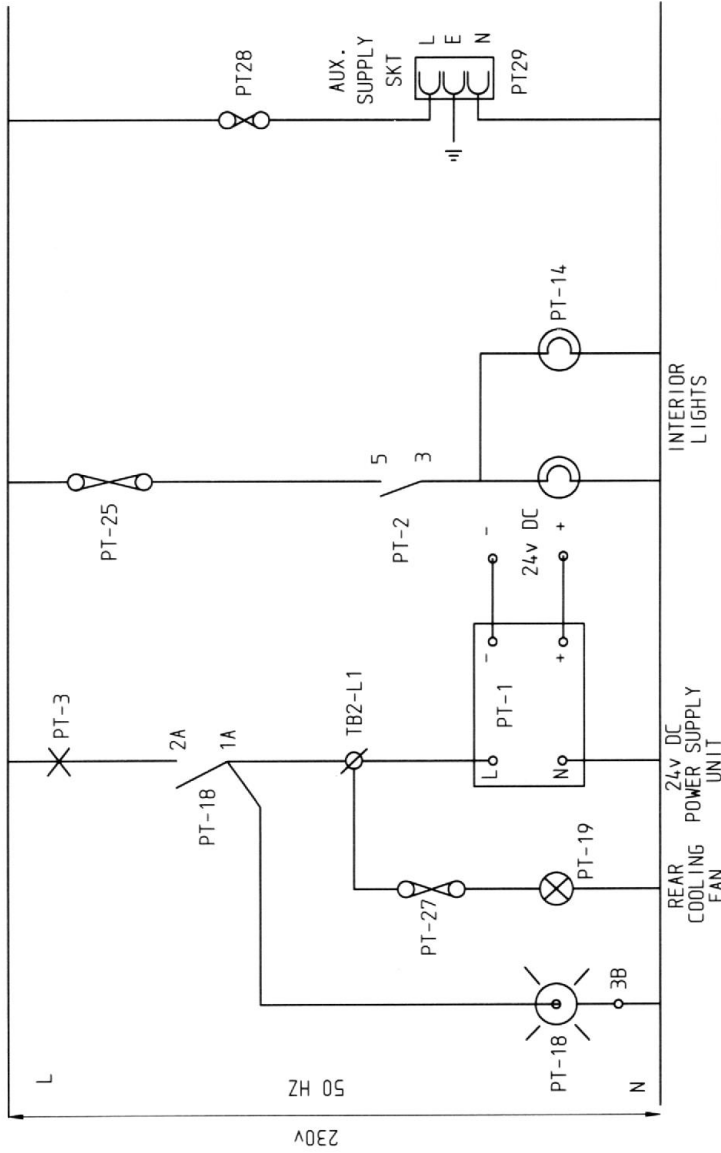 L
50 HZ
230v
N
PT-18
3B
PT-3
2A
1A
PT-18
TB2-L1
PT-27
PT-19
REAR
COOLING
FAN
L
N
PT-1
-
+
-
24v DC
+
24v DC
POWER SUPPLY
UNIT
PT-25
5
3
PT-2
PT-14
INTERIOR
LIGHTS
PT28
AUX.
SUPPLY
SKT
L
E
N
PT29